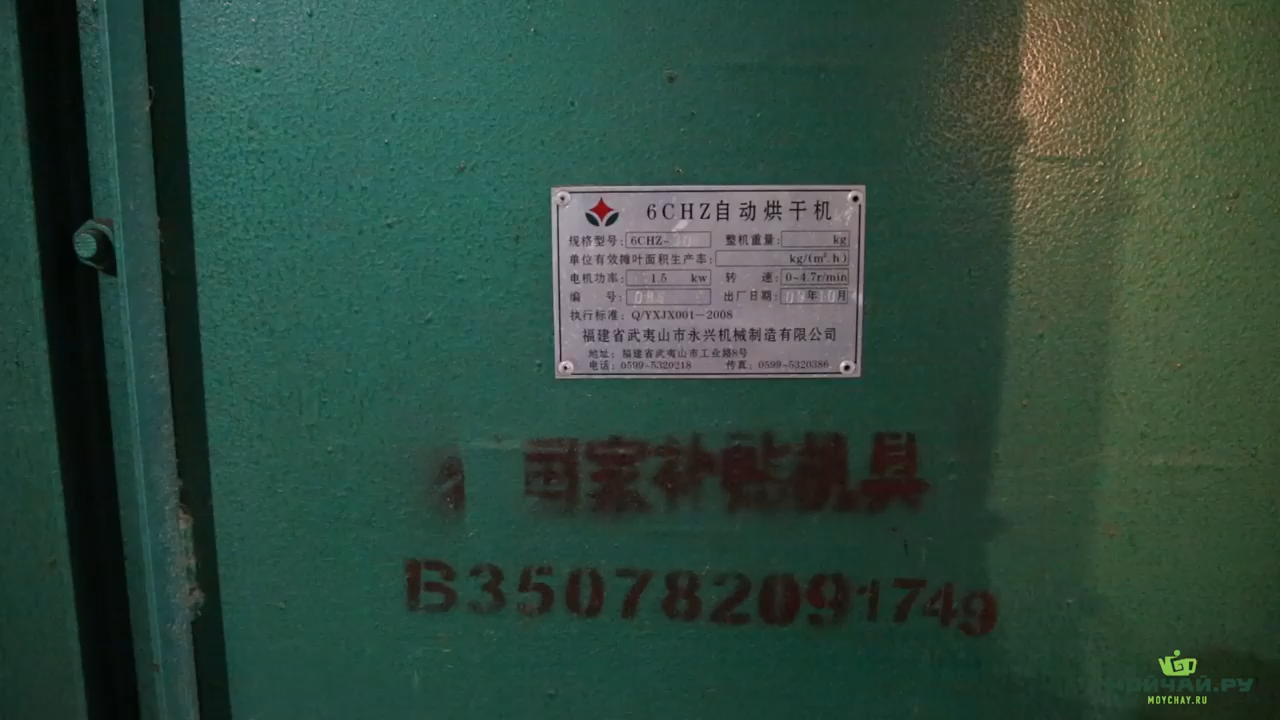 6CHZ自动烘干机
规格型号: 6CHZ- 整机重量: kg
单位有效摊叶面积生产率: kg/(m².h)
电机功率: 1.5 kw 转 速: 0~4.7r/min
编 号: 出厂日期: 年 月
执行标准: Q/YXJX001—2008
福建省武夷山市永兴机械制造有限公司
地址: 福建省武夷山市工业路8号
电话: 0599-5320218 传真: 0599-5320386
国家补贴机具
B350782091749
МОЙЧАЙ.РУ
MOYCHAY.RU